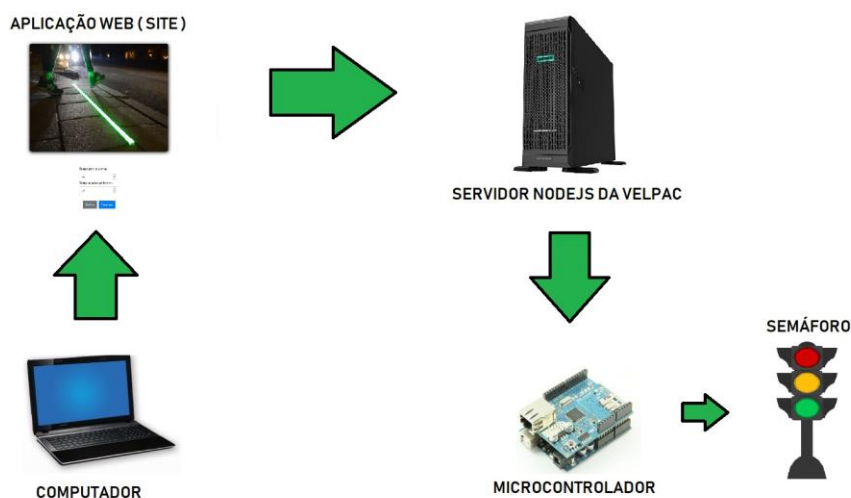 APLICAÇÃO WEB ( SITE )
SERVIDOR NODEJS DA VELPAC
SEMÁFORO
COMPUTADOR
MICROCONTROLADOR